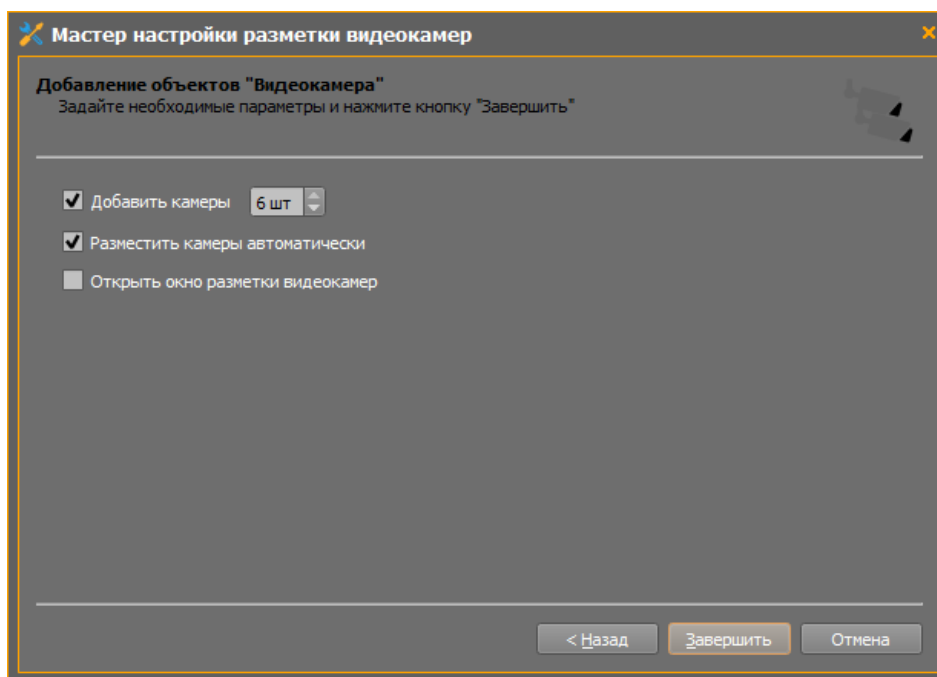 Мастер настройки разметки видеокамер
Добавление объектов "Видеокамера"
Задайте необходимые параметры и нажмите кнопку "Завершить"
Добавить камеры 6 шт
Разместить камеры автоматически
Открыть окно разметки видеокамер
< Назад Завершить Отмена